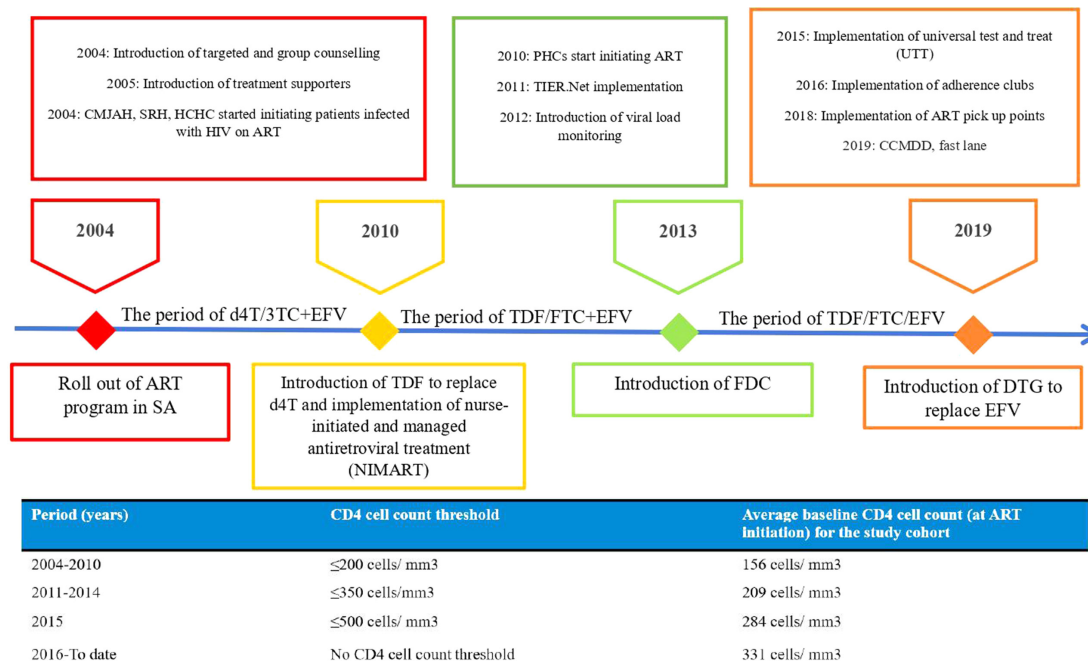 2004: Introduction of targeted and group counselling
2005: Introduction of treatment supporters
2004: CMJAH, SRH, HCHC started initiating patients infected
with HIV on ART
2010: PHCs start initiating ART
2011: TIER.Net implementation
2012: Introduction of viral load
monitoring
2015: Implementation of universal test and treat
(UTT)
2016: Implementation of adherence clubs
2018: Implementation of ART pick up points
2019: CCMDD, fast lane
2004
2010
2013
2019
The period of d4T/3TC+EFV
The period of TDF/FTC+EFV
The period of TDF/FTC/EFV
Roll out of ART
program in SA
Introduction of TDF to replace
d4T and implementation of nurse-
initiated and managed
antiretroviral treatment
(NIMART)
Introduction of FDC
Introduction of DTG to
replace EFV
Period (years) CD4 cell count threshold Average baseline CD4 cell count (at ART
initiation) for the study cohort
2004-2010 ≤200 cells/ mm3 156 cells/ mm3
2011-2014 ≤350 cells/ mm3 209 cells/ mm3
2015 ≤500 cells/ mm3 284 cells/ mm3
2016-To date No CD4 cell count threshold 331 cells/ mm3